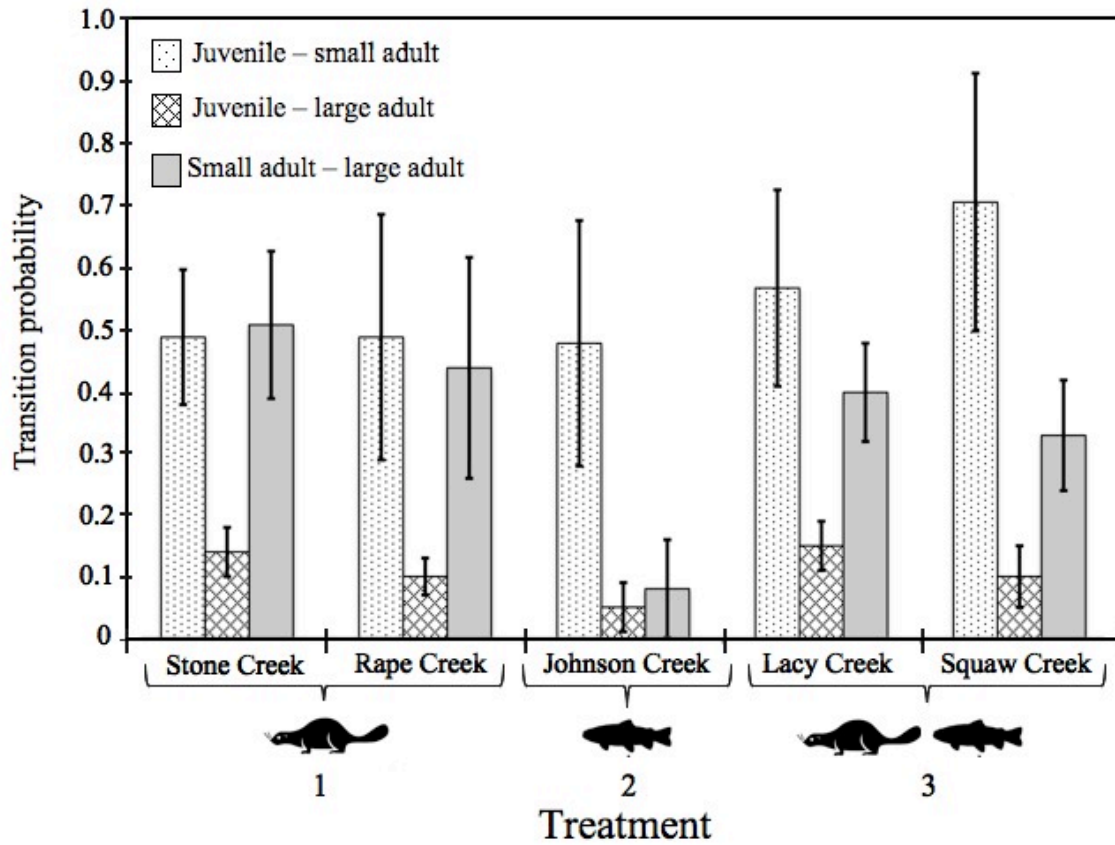 1.0
0.9
0.8
0.7
0.6
0.5
0.4
0.3
0.2
0.1
0
Transition probability
Juvenile – small adult
Juvenile – large adult
Small adult – large adult
Stone Creek Rape Creek Johnson Creek Lacy Creek Squaw Creek
1 2 3
Treatment